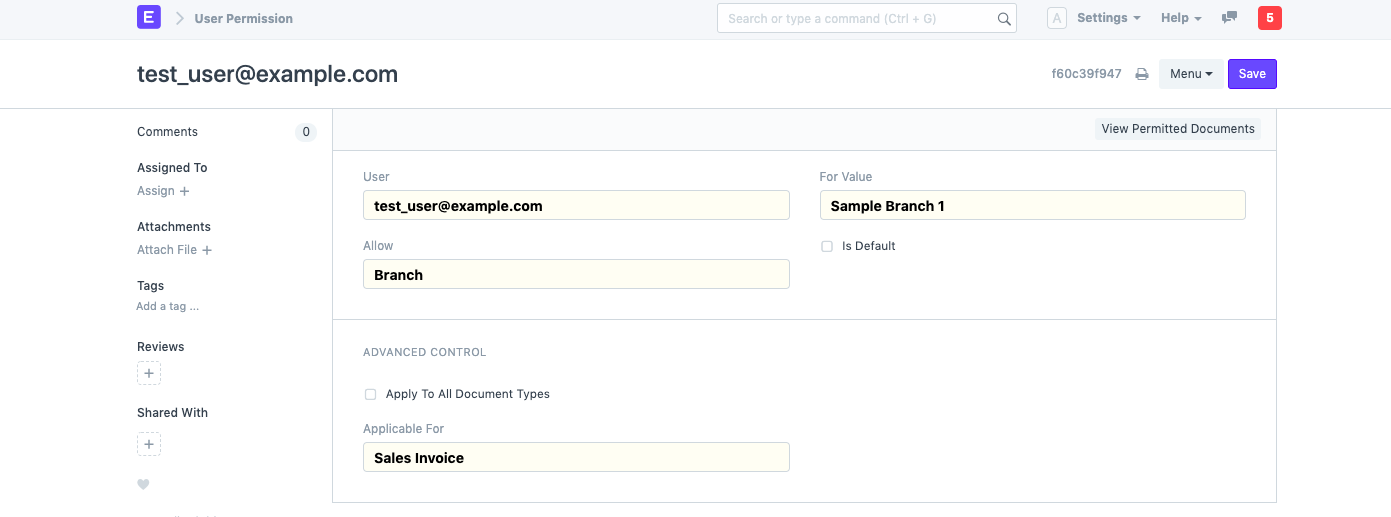 E User Permission Search or type a command (Ctrl + G) A Settings Help 5
test_user@example.com f60c39f947 Menu Save
Comments 0
View Permitted Documents
Assigned To
Assign +
Attachments
Attach File +
Tags
Add a tag ...
Reviews
+
Shared With
+
User
test_user@example.com
For Value
Sample Branch 1
Allow
Branch
Is Default
ADVANCED CONTROL
Apply To All Document Types
Applicable For
Sales Invoice